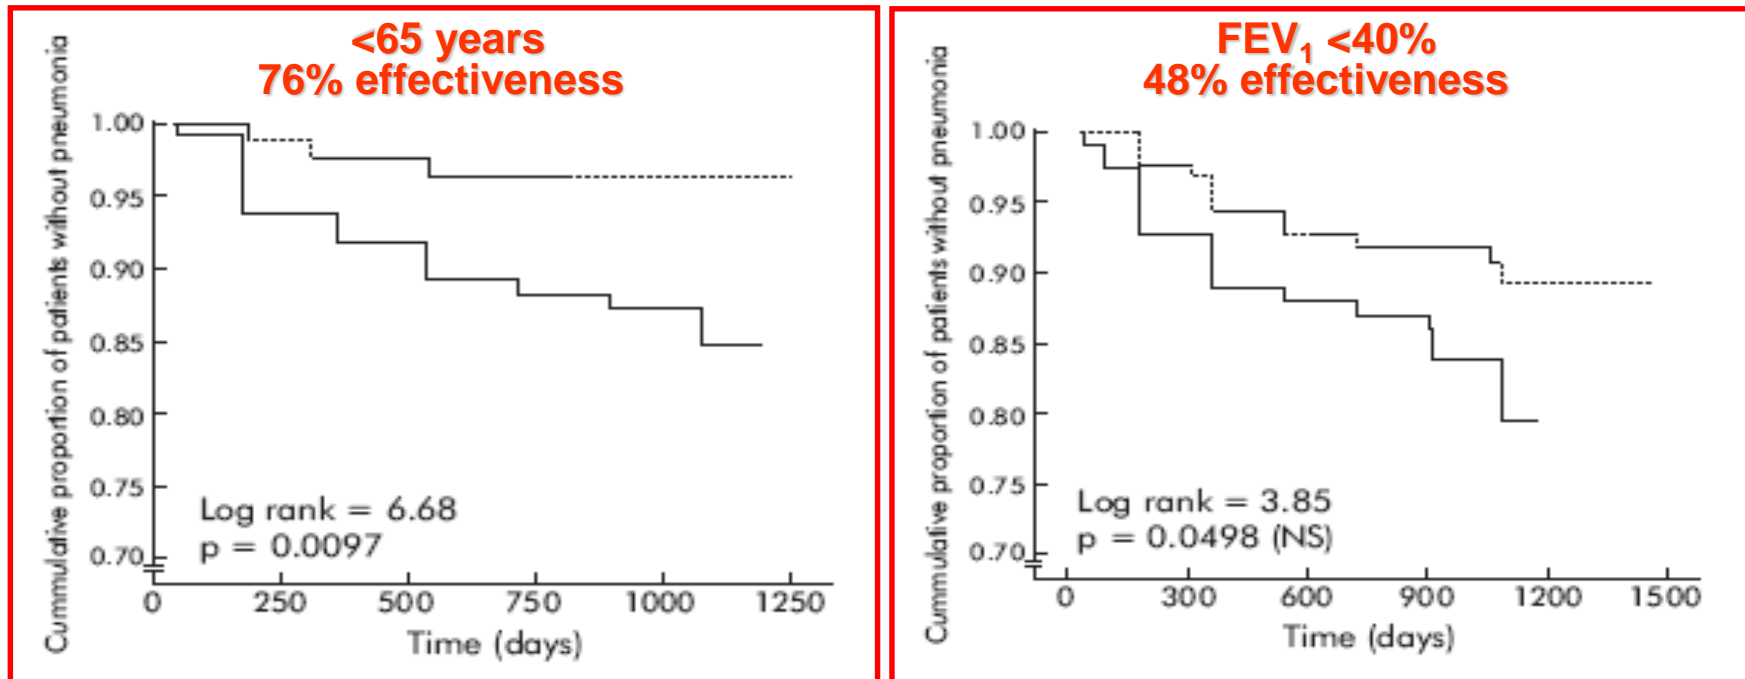 <65 years
76% effectiveness
Cummulative proportion of patients without pneumonia
1.00
0.95
0.90
0.85
0.80
0.75
0.70
Log rank = 6.68
p = 0.0097
0 250 500 750 1000 1250
Time (days)
FEV1 <40%
48% effectiveness
Cummulative proportion of patients without pneumonia
1.00
0.95
0.90
0.85
0.80
0.75
0.70
Log rank = 3.85
p = 0.0498 (NS)
0 300 600 900 1200 1500
Time (days)